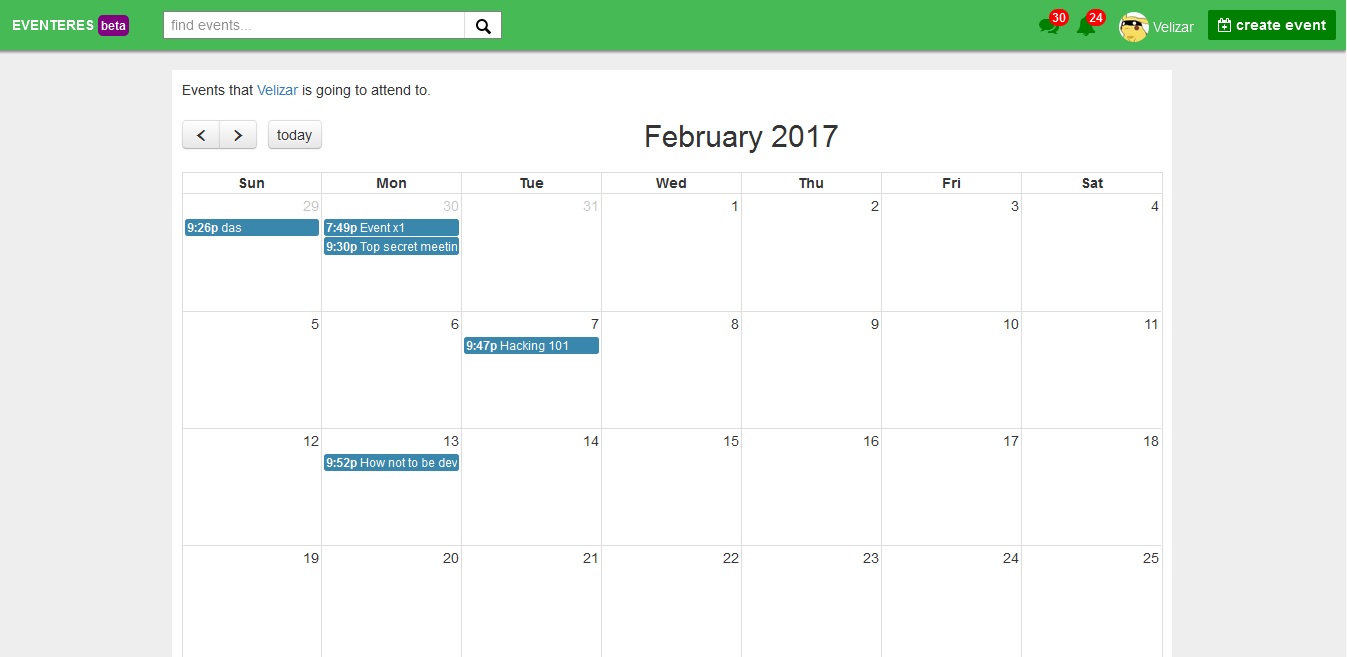 EVENTERES beta find events... 30 24 Velizar create event
Events that Velizar is going to attend to.
today February 2017
Sun Mon Tue Wed Thu Fri Sat
29 30 31 1 2 3 4
9:26p das 7:49p Event x1
9:30p Top secret meetin
5 6 7 8 9 10 11
9:47p Hacking 101
12 13 14 15 16 17 18
9:52p How not to be dev
19 20 21 22 23 24 25